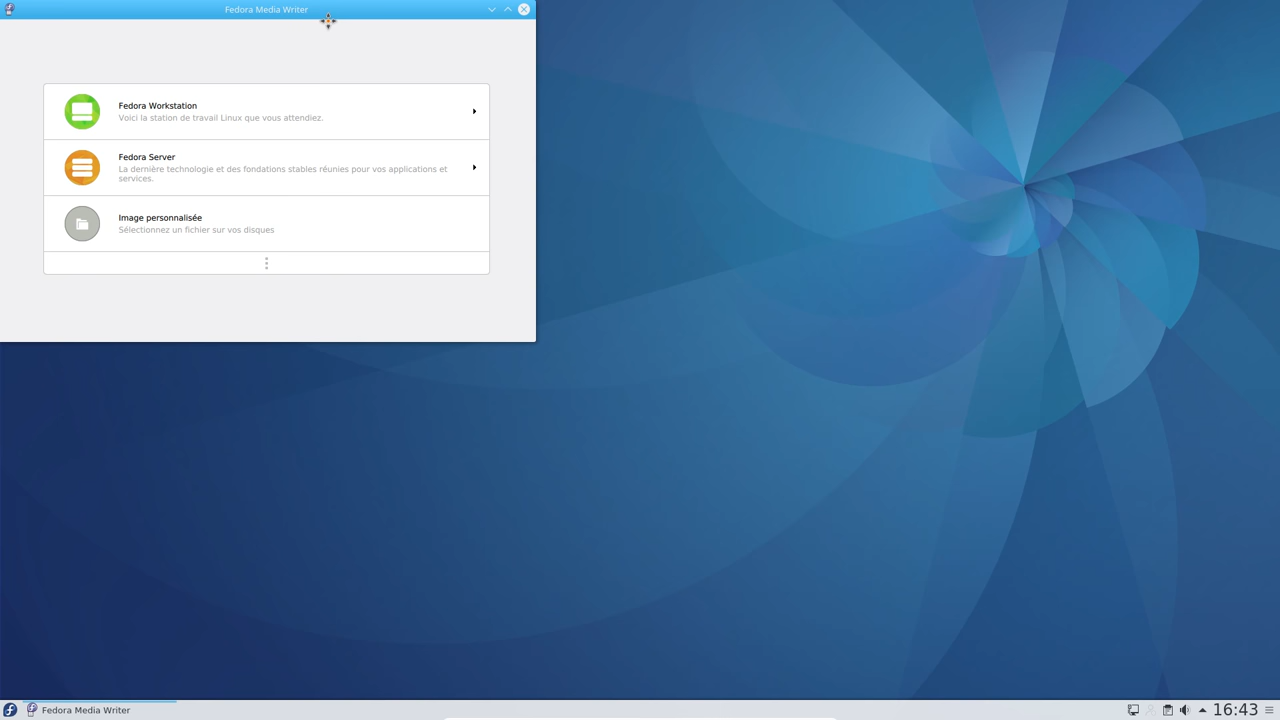 Fedora Media Writer
Fedora Workstation
Voici la station de travail Linux que vous attendiez.
Fedora Server
La dernière technologie et des fondations stables réunies pour vos applications et
services.
Image personnalisée
Sélectionnez un fichier sur vos disques
Fedora Media Writer
16:43